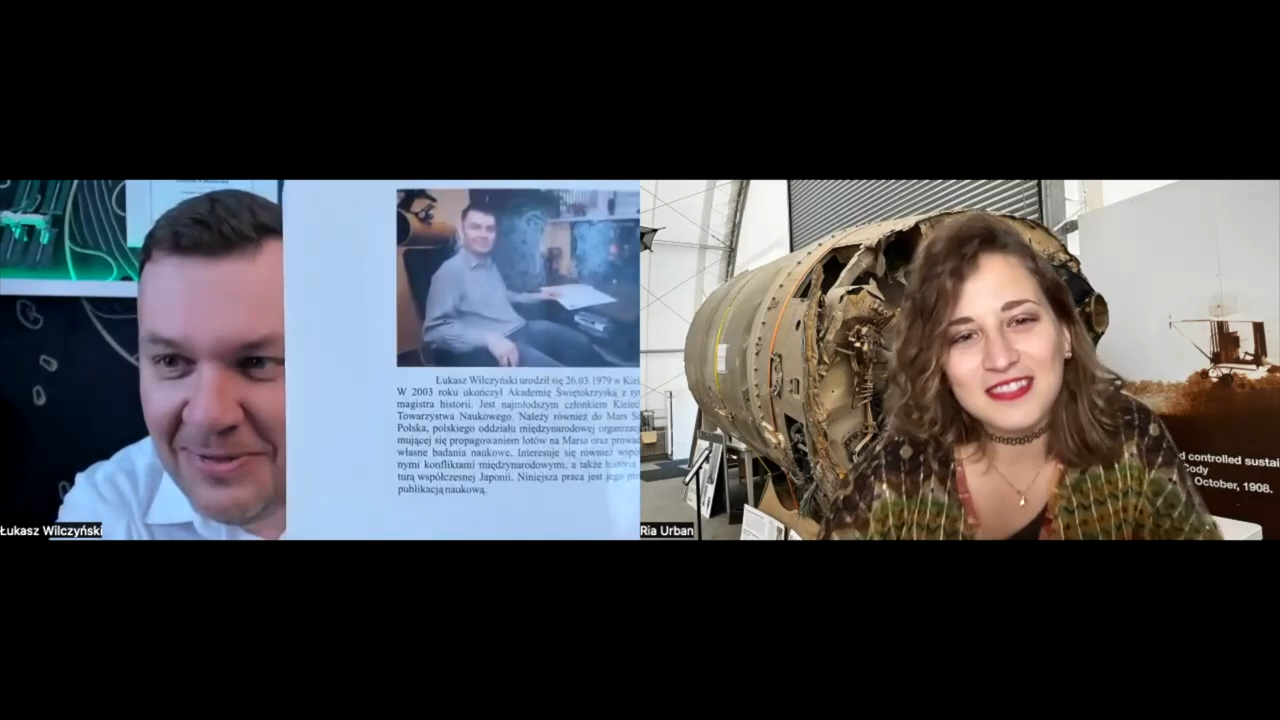 Łukasz Wilczyński urodził się 26.03 1979 w Kiel
W 2003 roku ukończył Akademię Świętokrzyską z ty
magistra historii. Jest najmłodszym członkiem Kielec
Towarzystwa Naukowego. Należy również do Mars So
Polska, polskiego oddziału międzynarodowej organizac
mującej się propagowaniem lotów na Marsa oraz prowad
własne badania naukowe. Interesuje się również współ
nymi konfliktami międzynarodowymi, a także historią
turą współczesnej Japonii. Niniejsza praca jest jego pier
publikacją naukową.
Łukasz Wilczyński
d controlled sustai
Cody
October, 1908.
Ria Urban